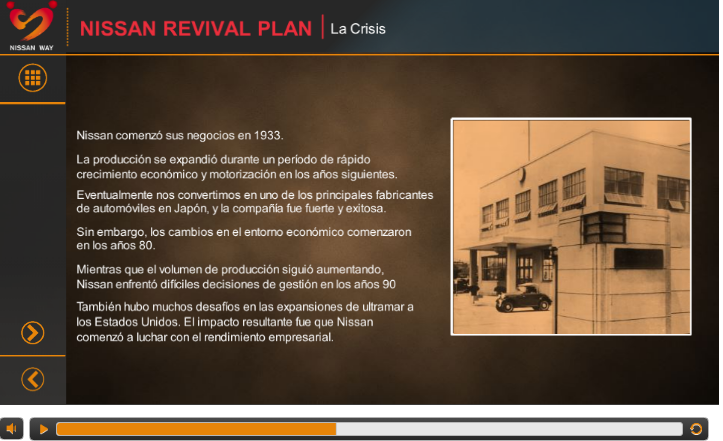 NISSAN WAY
NISSAN REVIVAL PLAN | La Crisis
Nissan comenzó sus negocios en 1933.
La producción se expandió durante un período de rápido
crecimiento económico y motorización en los años siguientes.
Eventualmente nos convertimos en uno de los principales fabricantes
de automóviles en Japón, y la compañía fue fuerte y exitosa.
Sin embargo, los cambios en el entorno económico comenzaron
en los años 80.
Mientras que el volumen de producción siguió aumentando,
Nissan enfrentó difíciles decisiones de gestión en los años 90
También hubo muchos desafíos en las expansiones de ultramar a
los Estados Unidos. El impacto resultante fue que Nissan
comenzó a luchar con el rendimiento empresarial.